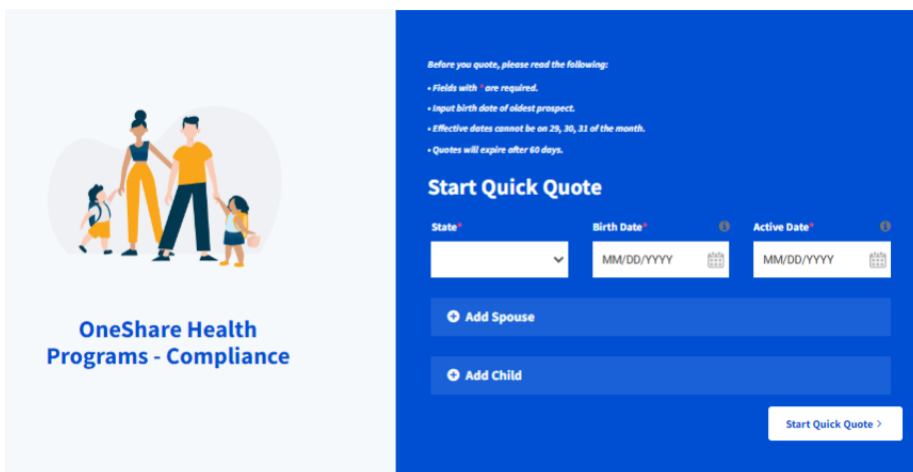 Before you quote, please read the following:
• Fields with * are required.
• Input birth date of oldest prospect.
• Effective dates cannot be on 29, 30, 31 of the month.
• Quotes will expire after 60 days.
Start Quick Quote
State* Birth Date* Active Date*
MM/DD/YYYY MM/DD/YYYY
Add Spouse
Add Child
Start Quick Quote >
OneShare Health
Programs - Compliance